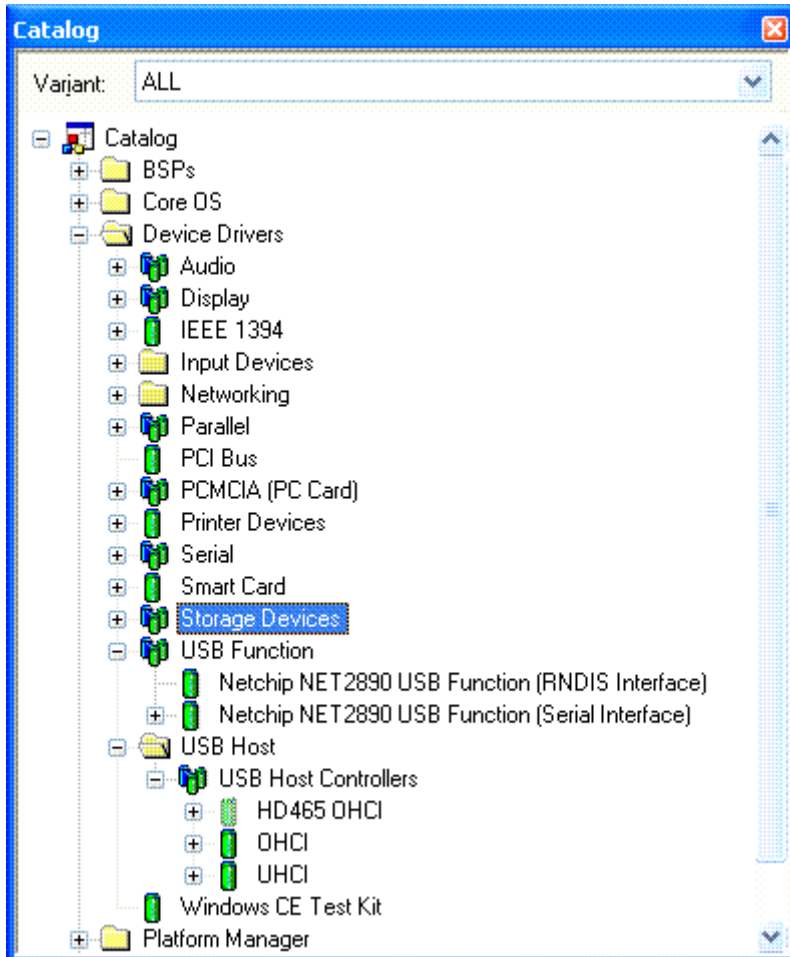 Catalog
Variant: ALL
Catalog
BSPs
Core OS
Device Drivers
Audio
Display
IEEE 1394
Input Devices
Networking
Parallel
PCI Bus
PCMCIA (PC Card)
Printer Devices
Serial
Smart Card
Storage Devices
USB Function
Netchip NET2890 USB Function (RNDIS Interface)
Netchip NET2890 USB Function (Serial Interface)
USB Host
USB Host Controllers
HD465 OHCI
OHCI
UHCI
Windows CE Test Kit
Platform Manager